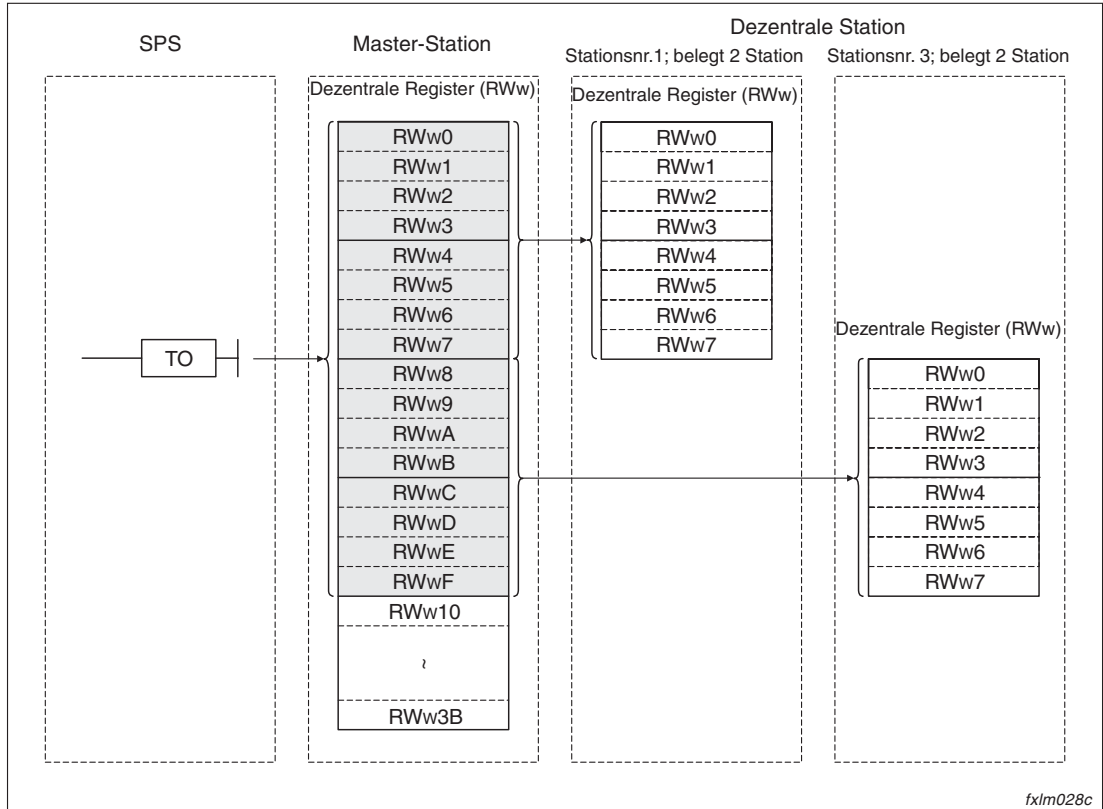 SPS
Master-Station
Dezentrale Station
Stationsnr.1; belegt 2 Station
Stationsnr. 3; belegt 2 Station
Dezentrale Register (RWw)
RWw0
RWw1
RWw2
RWw3
RWw4
RWw5
RWw6
RWw7
RWw8
RWw9
RWwA
RWwB
RWwC
RWwD
RWwE
RWwF
RWw10
~
RWw3B
TO
Dezentrale Register (RWw)
RWw0
RWw1
RWw2
RWw3
RWw4
RWw5
RWw6
RWw7
Dezentrale Register (RWw)
RWw0
RWw1
RWw2
RWw3
RWw4
RWw5
RWw6
RWw7
fxlm028c